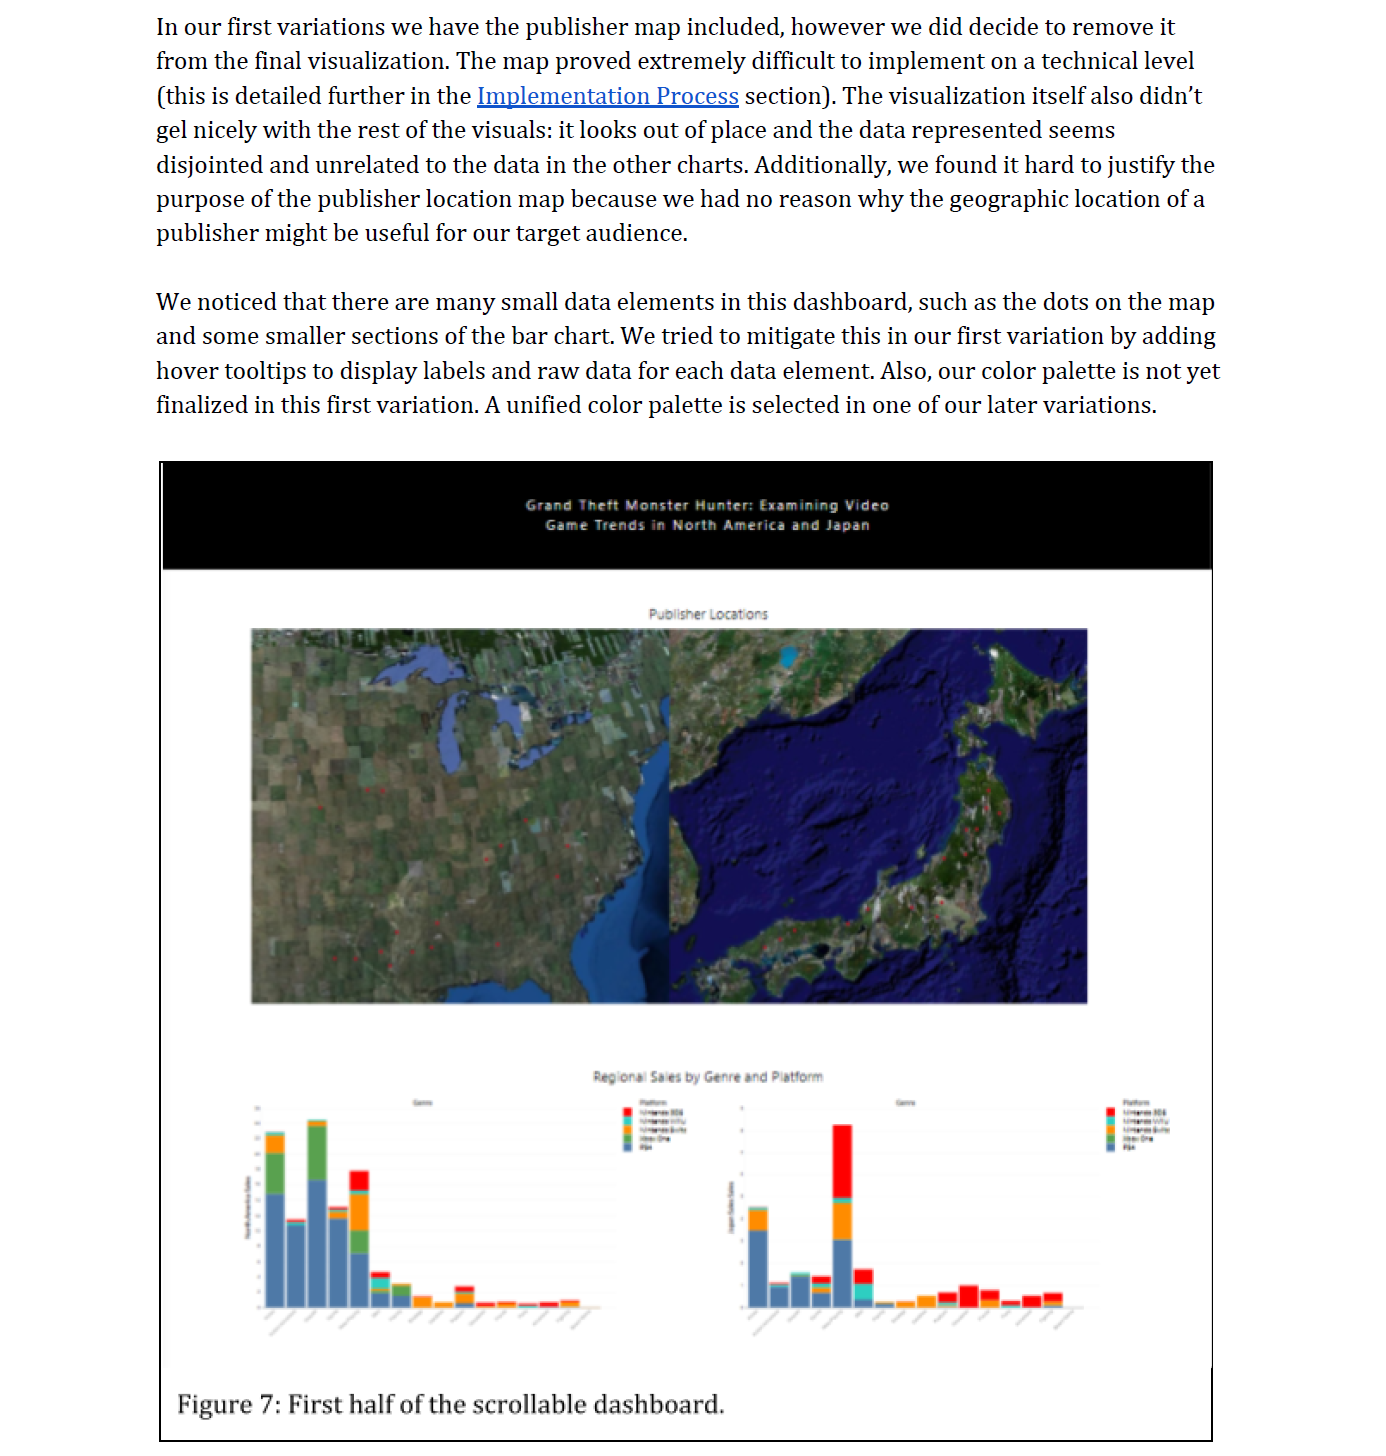 In our first variations we have the publisher map included, however we did decide to remove it
from the final visualization. The map proved extremely difficult to implement on a technical level
(this is detailed further in the Implementation Process section). The visualization itself also didn’t
gel nicely with the rest of the visuals: it looks out of place and the data represented seems
disjointed and unrelated to the data in the other charts. Additionally, we found it hard to justify the
purpose of the publisher location map because we had no reason why the geographic location of a
publisher might be useful for our target audience.
We noticed that there are many small data elements in this dashboard, such as the dots on the map
and some smaller sections of the bar chart. We tried to mitigate this in our first variation by adding
hover tooltips to display labels and raw data for each data element. Also, our color palette is not yet
finalized in this first variation. A unified color palette is selected in one of our later variations.
Grand Theft Monster Hunter: Examining Video
Game Trends in North America and Japan
Publisher Locations
Regional Sales by Genre and Platform
Genre
Platform
Xbox One
PS4
Genre
Platform
Xbox One
PS4
Figure 7: First half of the scrollable dashboard.